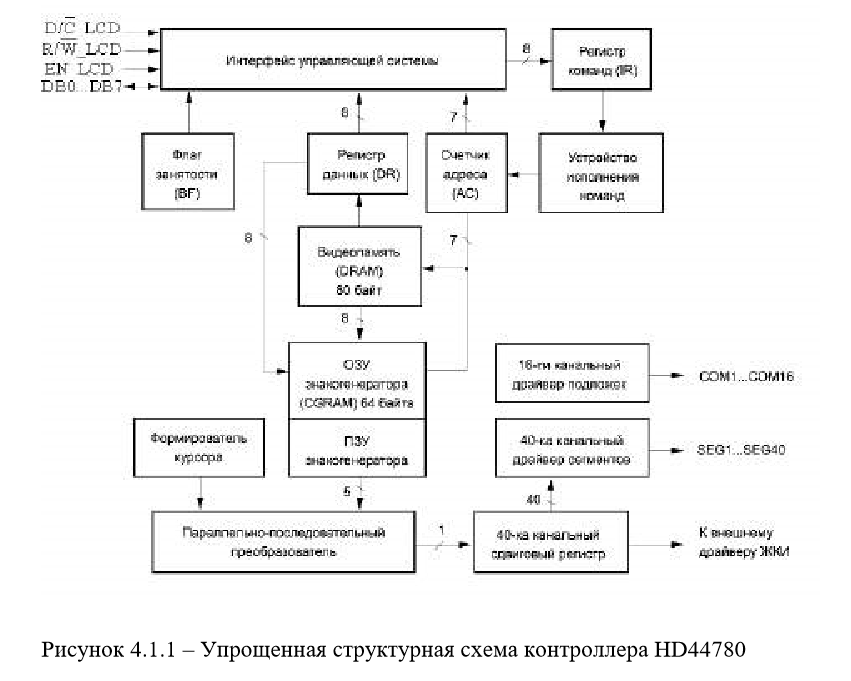 D/C LCD
R/W_LCD
EN LCD
DB0...DB7
Интерфейс управляющей системы
8
Регистр
команд (IR)
8
7
Флаг
занятости
(BF)
Регистр
данных (DR)
Счетчик
адреса
(AC)
Устройство
исполнения
команд
8
7
Видеопамять
(DRAM)
80 байт
8
ОЗУ
знакогенератора
(CGRAM) 64 байта
16-ти канальный
драйвер подложек
COM1...COM16
Формирователь
курсора
ПЗУ
знакогенератора
40-ка канальный
драйвер сегментов
SEG1...SEG40
5
40
Параллельно-последовательный
преобразователь
1
40-ка канальный
сдвиговый регистр
К внешнему
драйверу ЖКИ
Рисунок 4.1.1 – Упрощенная структурная схема контроллера HD44780